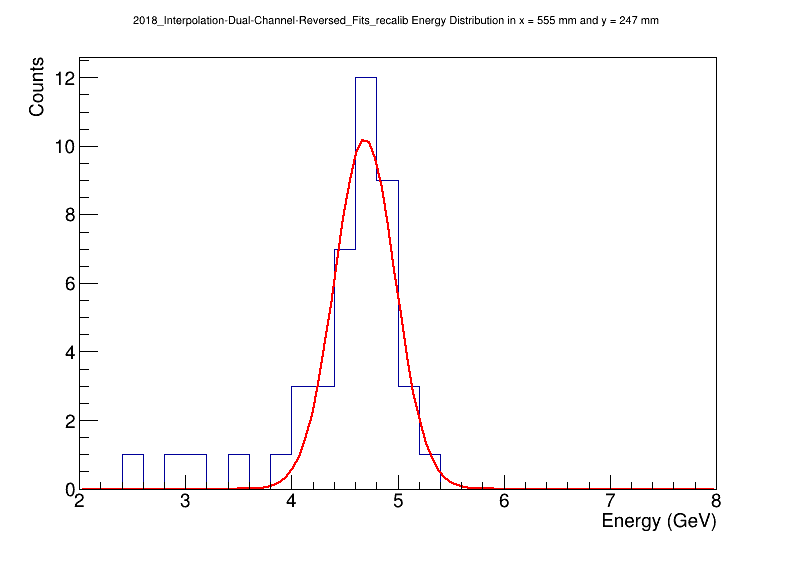 2018_Interpolation-Dual-Channel-Reversed_Fits_recalib Energy Distribution in x = 555 mm and y = 247 mm
Counts
12
10
8
6
4
2
0
2 3 4 5 6 7 8
Energy (GeV)